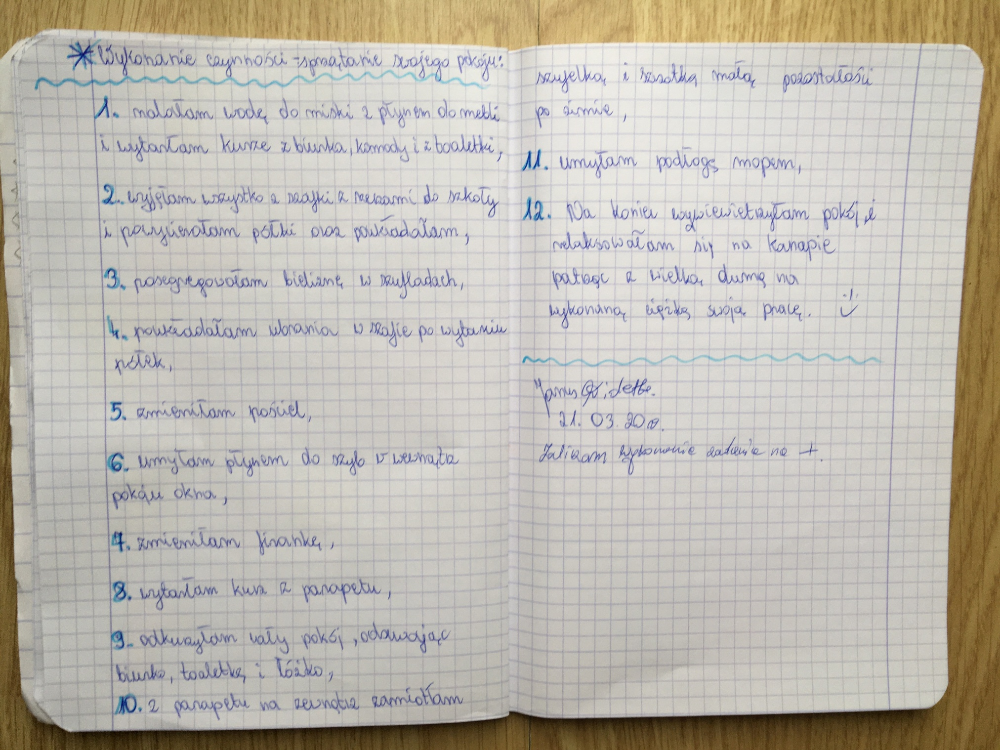 Wykonanie czynności - sprzątanie swojego pokoju:
1. nalałam wodę do miski z płynem do mebli
i wytarłam kurze z biurka, komody i z toaletki,
2. wyjęłam wszystko z szafki z rzeczami do szkoły
i powycierałam półki oraz powkładałam,
3. posegregowałam bieliznę w szufladach,
4. powkładałam ubrania w szafie po wytarciu
półek,
5. zmieniłam pościel,
6. umyłam płynem do szyb w wewnątrz
pokoju okna,
7. zmieniłam firankę,
8. wytarłam kurz z parapetu,
9. odkurzyłam cały pokój, odsuwając
biurko, toaletkę i łóżko,
10. z parapetu na zewnątrz zamiotłam
szufelką i szczotką małą pozostałości
po zimie,
11. umyłam podłogę mopem,
12. Na koniec wywietrzyłam pokój i
relaksowałam się na kanapie
patrząc z wielką dumą na
wykonaną ciężką swoją pracę. :)
21. 03. 20
Zaliczam wykonanie zadania na +.